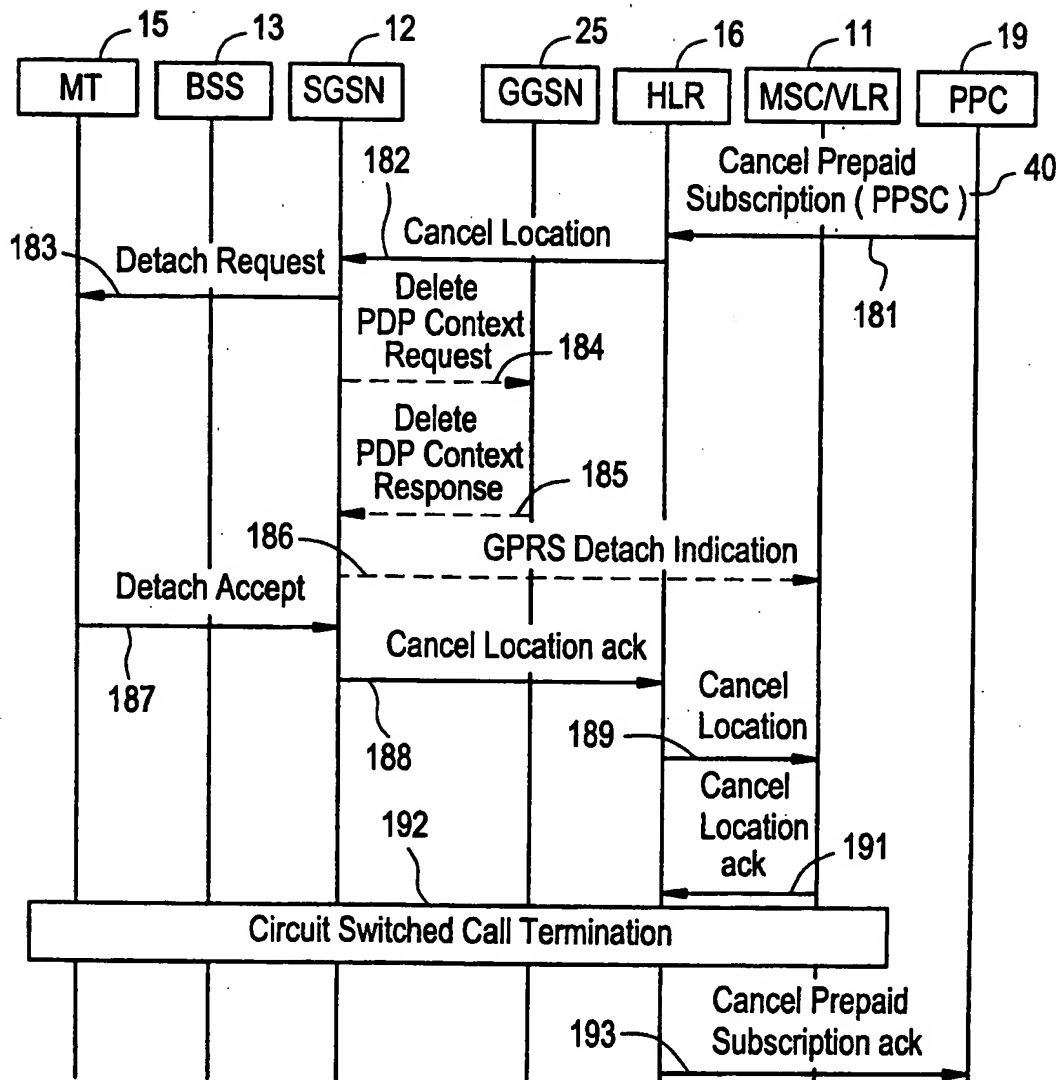 15
13
12
25
16
11
19
MT
BSS
SGSN
GGSN
HLR
MSC/VLR
PPC
Cancel Prepaid
Subscription ( PPSC )
40
182
Cancel Location
181
183
Detach Request
Delete
PDP Context
Request
184
Delete
PDP Context
Response
185
186
GPRS Detach Indication
Detach Accept
187
Cancel Location ack
188
Cancel
Location
189
Cancel
Location
ack
191
192
Circuit Switched Call Termination
Cancel Prepaid
Subscription ack
193